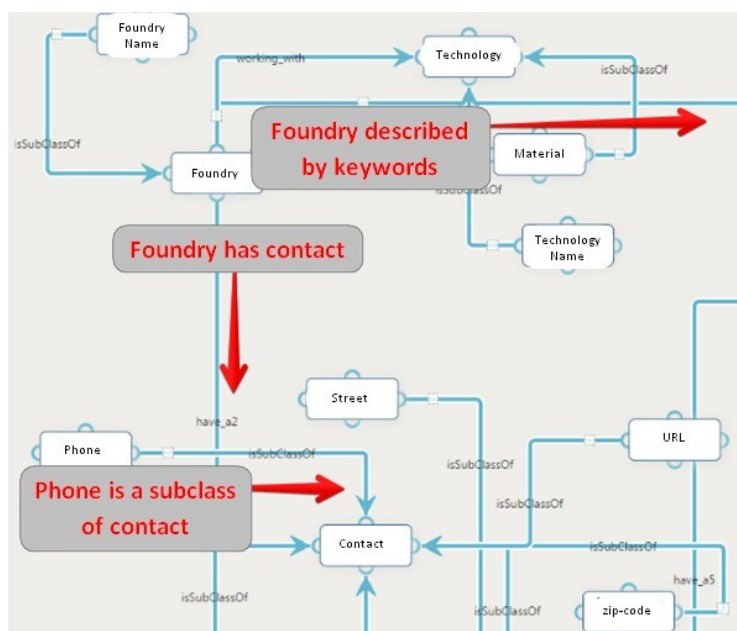 Foundry
Name
working_with
Technology
isSubClassOf
isSubClassOf
Foundry described
by keywords
Material
Foundry
isSubClassOf
Technology
Name
Foundry has contact
Street
have_a2
Phone
isSubClassOf
isSubClassOf
URL
Phone is a subclass
of contact
Contact
isSubClassOf
have_a5
isSubClassOf
isSubClassOf
zip-code